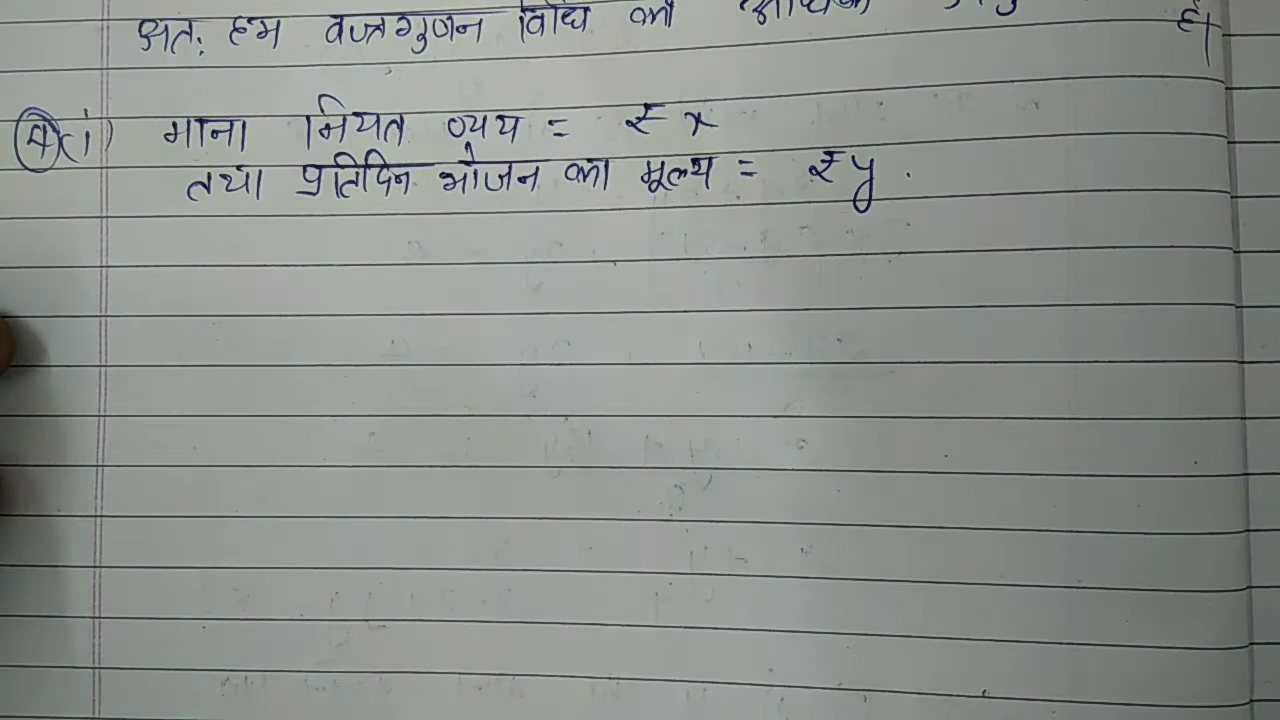 अतः हम वज्रगुणन विधि को है।
4(i) माना नियत व्यय = ₹ x
तथा प्रतिदिन भोजन का मूल्य = ₹ y .